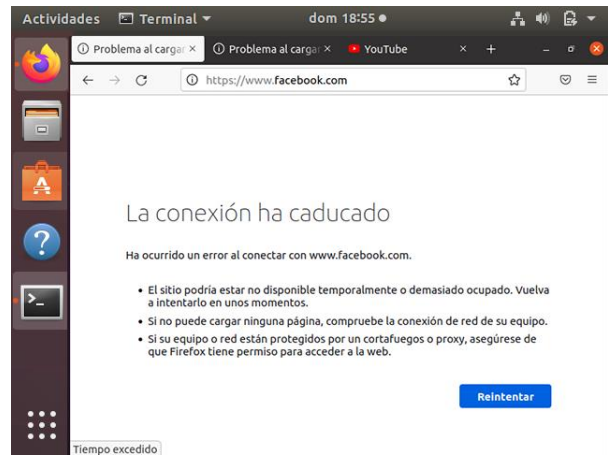 Actividades Terminal dom 18:55
Problema al cargar Problema al cargar YouTube
https://www.facebook.com
La conexión ha caducado
Ha ocurrido un error al conectar con www.facebook.com.
El sitio podría estar no disponible temporalmente o demasiado ocupado. Vuelva
a intentarlo en unos momentos.
Si no puede cargar ninguna página, compruebe la conexión de red de su equipo.
Si su equipo o red están protegidos por un cortafuegos o proxy, asegúrese de
que Firefox tiene permiso para acceder a la web.
Reintentar
Tiempo excedido